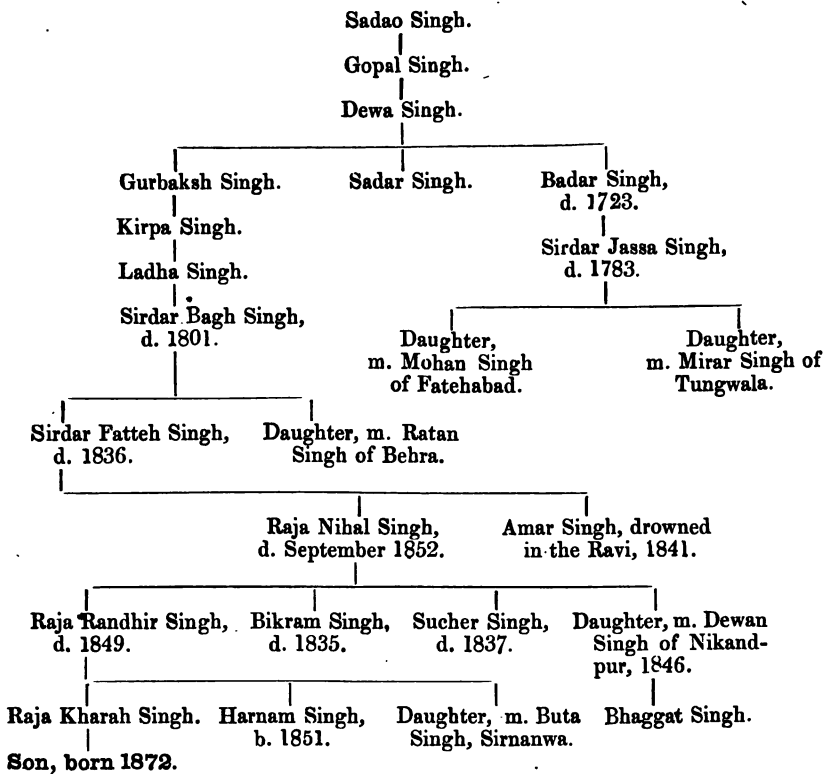 Sadao Singh.
Gopal Singh.
Dewa Singh.
Gurbaksh Singh.
Sadar Singh.
Badar Singh,
d. 1723.
Kirpa Singh.
Sirdar Jassa Singh,
d. 1783.
Ladha Singh.
Sirdar Bagh Singh,
d. 1801.
Daughter,
m. Mohan Singh
of Fatehabad.
Daughter,
m. Mirar Singh of
Tungwala.
Sirdar Fatteh Singh,
d. 1836.
Daughter, m. Ratan
Singh of Behra.
Raja Nihal Singh,
d. September 1852.
Amar Singh, drowned
in the Ravi, 1841.
Raja Randhir Singh,
d. 1849.
Bikram Singh,
d. 1835.
Sucher Singh,
d. 1837.
Daughter, m. Dewan
Singh of Nikand-
pur, 1846.
Raja Kharah Singh.
Harnam Singh,
b. 1851.
Daughter, m. Buta
Singh, Sirnanwa.
Bhaggat Singh.
Son, born 1872.